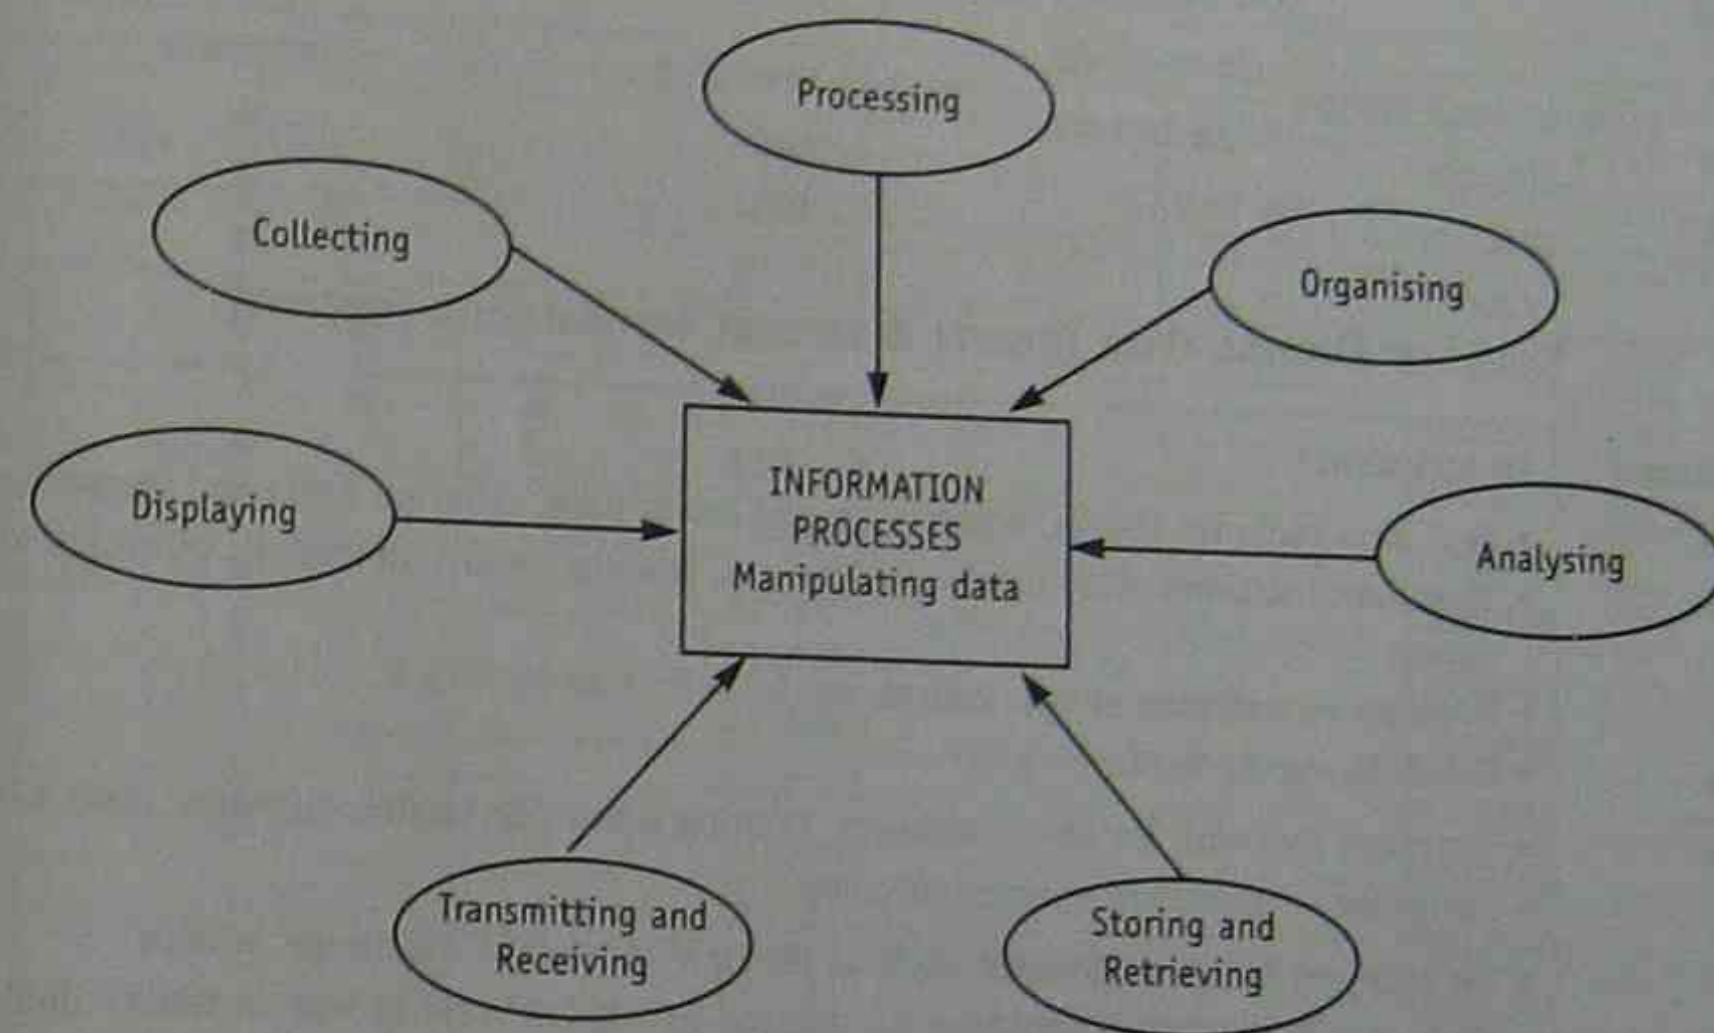 Processing
Collecting
Organising
Displaying
INFORMATION
PROCESSES
Manipulating data
Analysing
Transmitting and
Receiving
Storing and
Retrieving